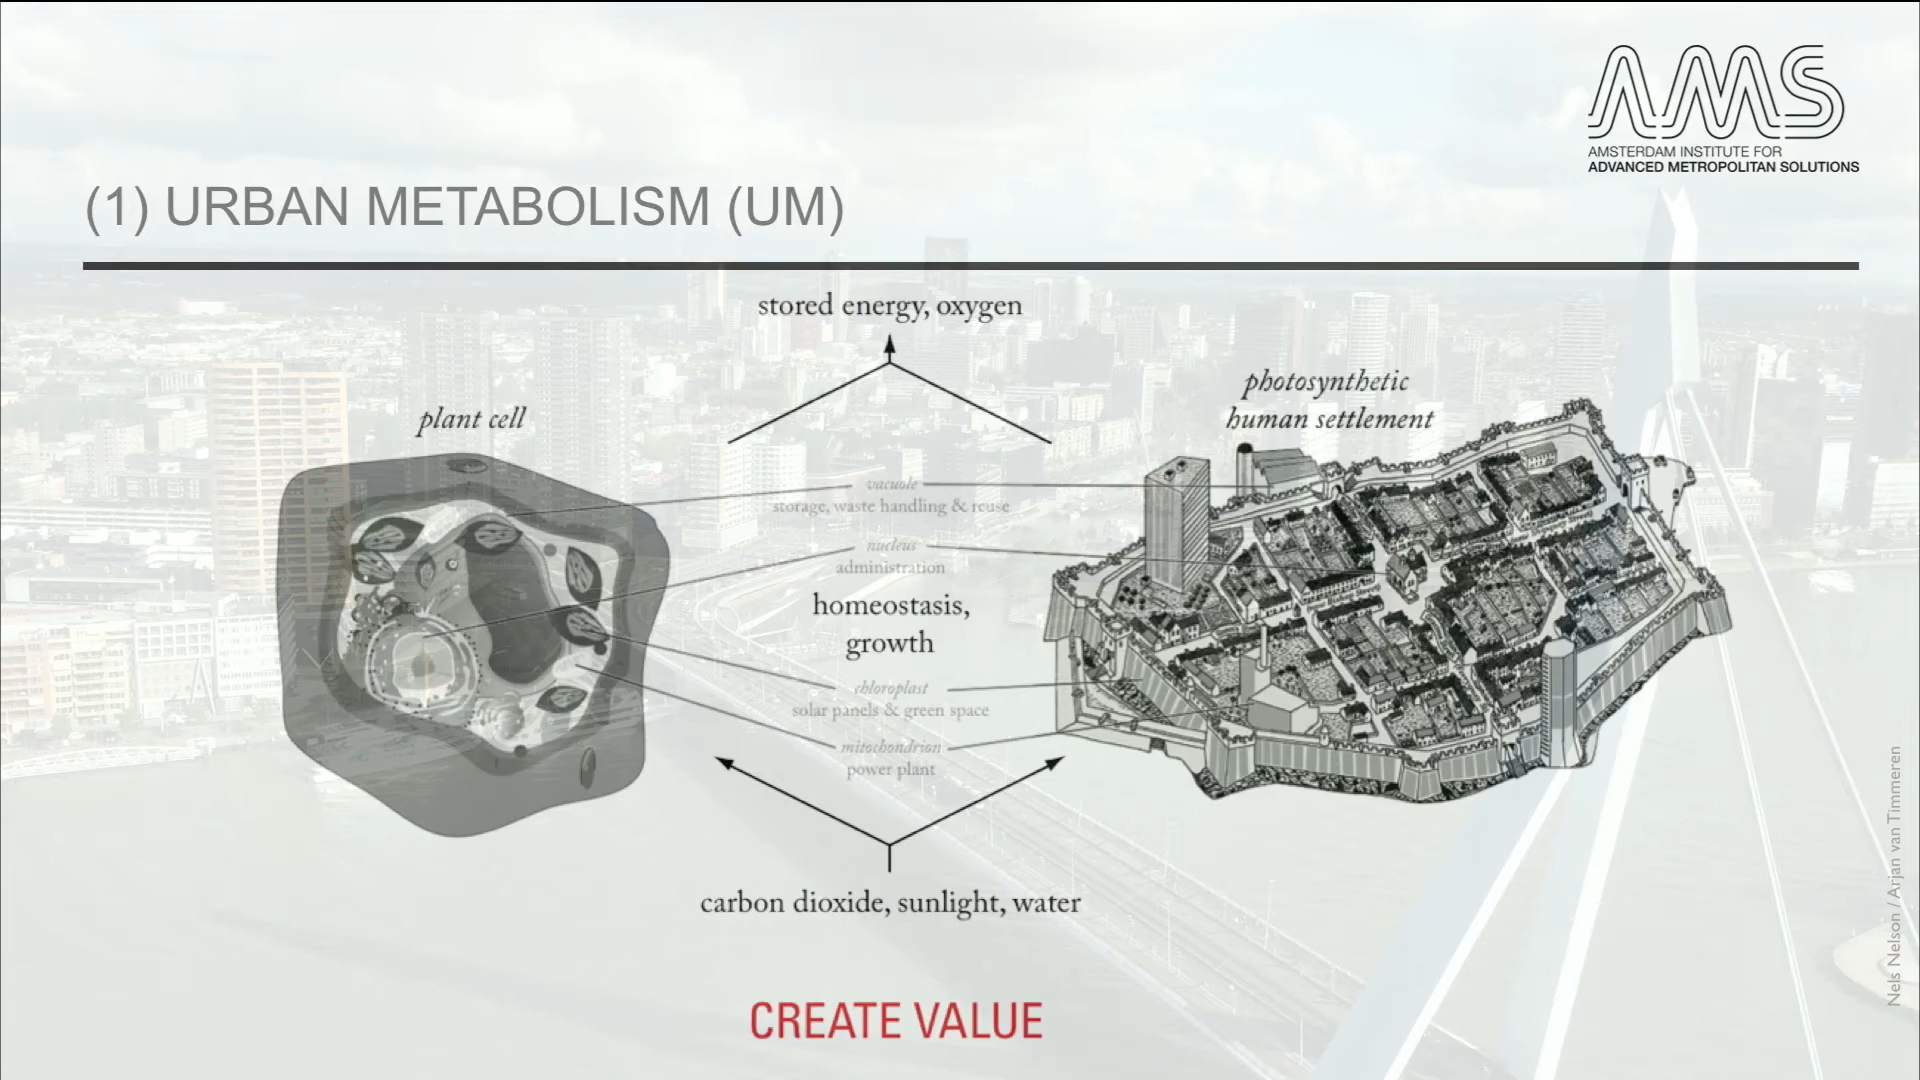 AMS
AMSTERDAM INSTITUTE FOR
ADVANCED METROPOLITAN SOLUTIONS
(1) URBAN METABOLISM (UM)
stored energy, oxygen
plant cell
photosynthetic
human settlement
vacuole
storage, waste handling & reuse
nucleus
administration
homeostasis,
growth
chloroplast
solar panels & green space
mitochondrion
power plant
carbon dioxide, sunlight, water
CREATE VALUE
Nels Nelson / Arjan van Timmeren